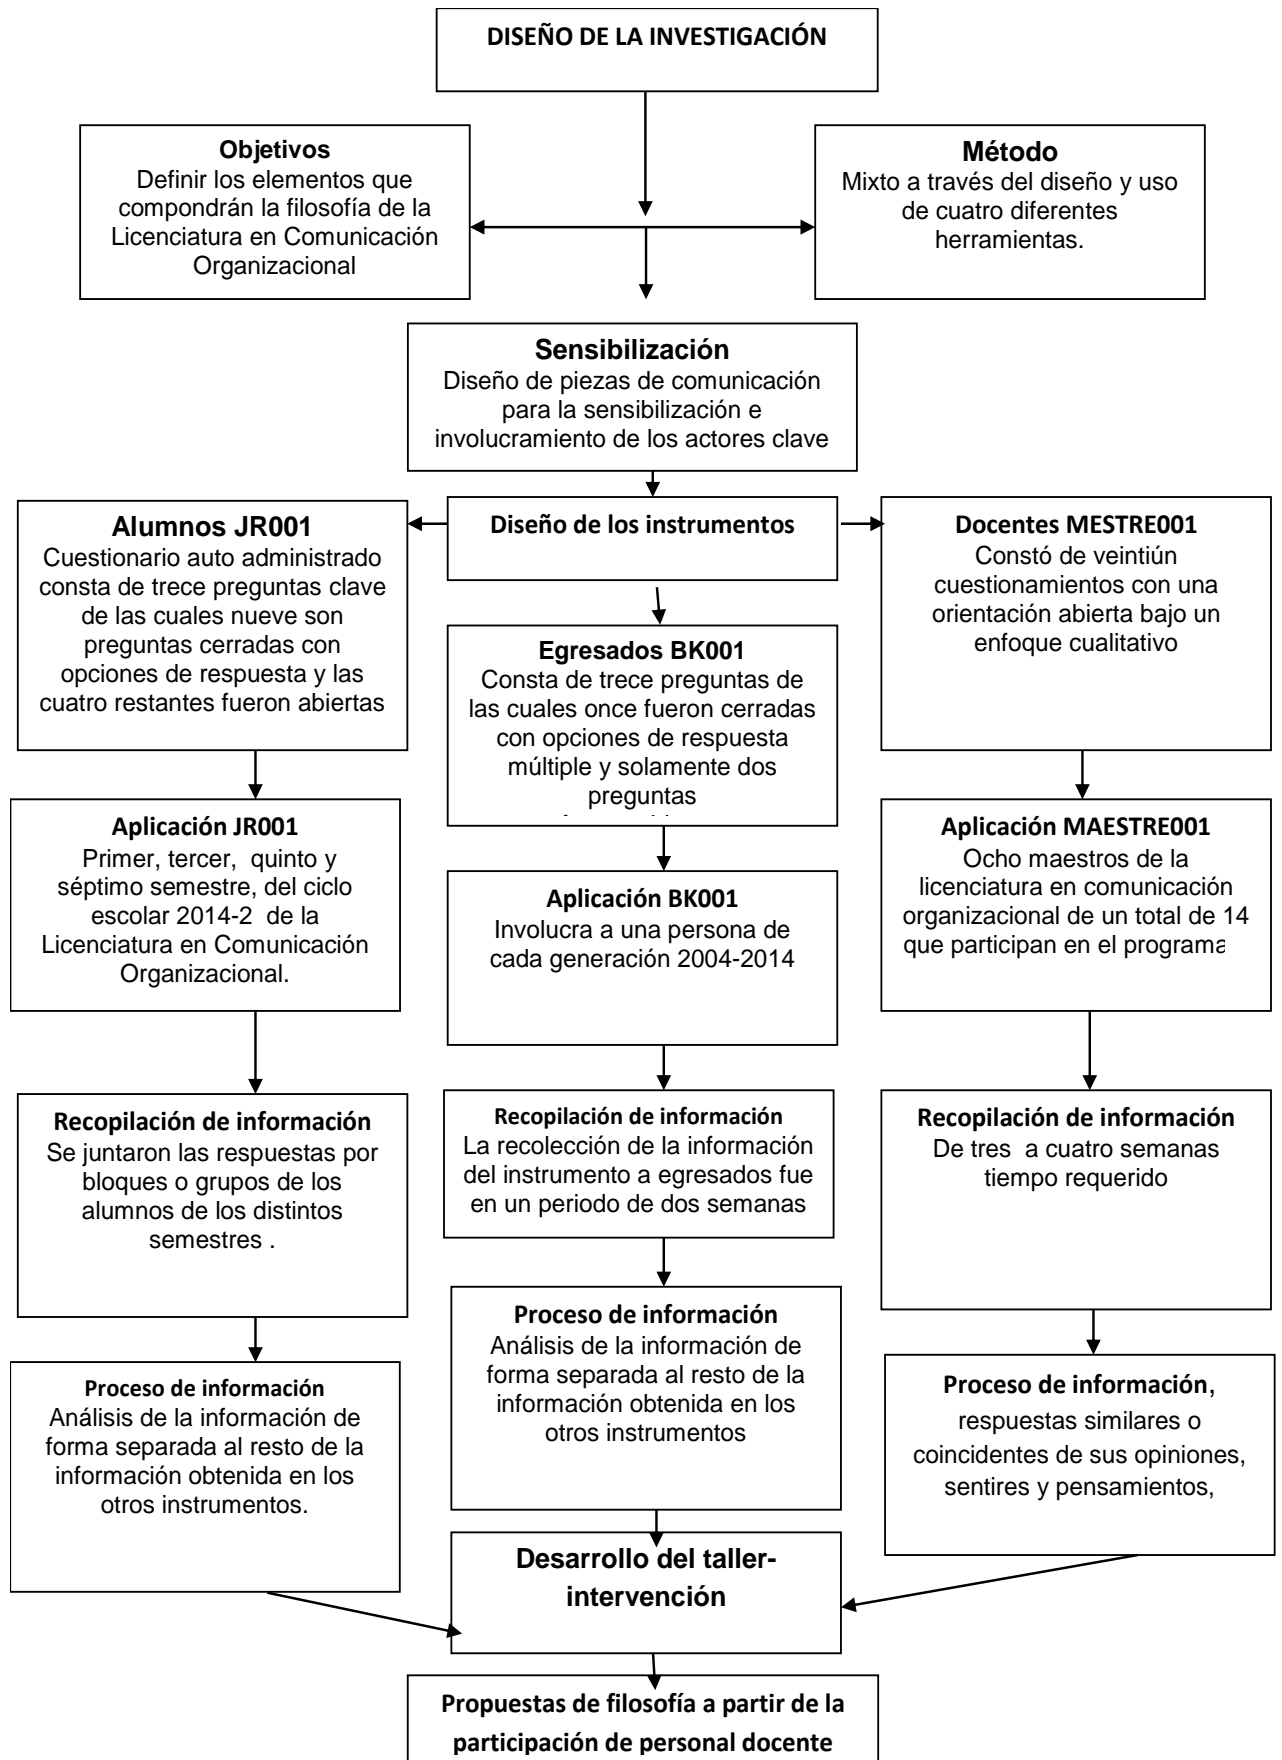 DISEÑO DE LA INVESTIGACIÓN
Objetivos
Definir los elementos que
compondrán la filosofía de la
Licenciatura en Comunicación
Organizacional
Método
Mixto a través del diseño y uso
de cuatro diferentes
herramientas.
Sensibilización
Diseño de piezas de comunicación
para la sensibilización e
involucramiento de los actores clave
Alumnos JR001
Cuestionario auto administrado
consta de trece preguntas clave
de las cuales nueve son
preguntas cerradas con
opciones de respuesta y las
cuatro restantes fueron abiertas
Diseño de los instrumentos
Docentes MESTRE001
Constó de veintiún
cuestionamientos con una
orientación abierta bajo un
enfoque cualitativo
Egresados BK001
Consta de trece preguntas de
las cuales once fueron cerradas
con opciones de respuesta
múltiple y solamente dos
preguntas
Aplicación JR001
Primer, tercer, quinto y
séptimo semestre, del ciclo
escolar 2014-2 de la
Licenciatura en Comunicación
Organizacional.
Aplicación BK001
Involucra a una persona de
cada generación 2004-2014
Aplicación MAESTRE001
Ocho maestros de la
licenciatura en comunicación
organizacional de un total de 14
que participan en el programa
Recopilación de información
Se juntaron las respuestas por
bloques o grupos de los
alumnos de los distintos
semestres .
Recopilación de información
La recolección de la información
del instrumento a egresados fue
en un periodo de dos semanas
Recopilación de información
De tres a cuatro semanas
tiempo requerido
Proceso de información
Análisis de la información de
forma separada al resto de la
información obtenida en los
otros instrumentos.
Proceso de información
Análisis de la información de
forma separada al resto de la
información obtenida en los
otros instrumentos
Proceso de información,
respuestas similares o
coincidentes de sus opiniones,
sentires y pensamientos,
Desarrollo del taller-
intervención
Propuestas de filosofía a partir de la
participación de personal docente